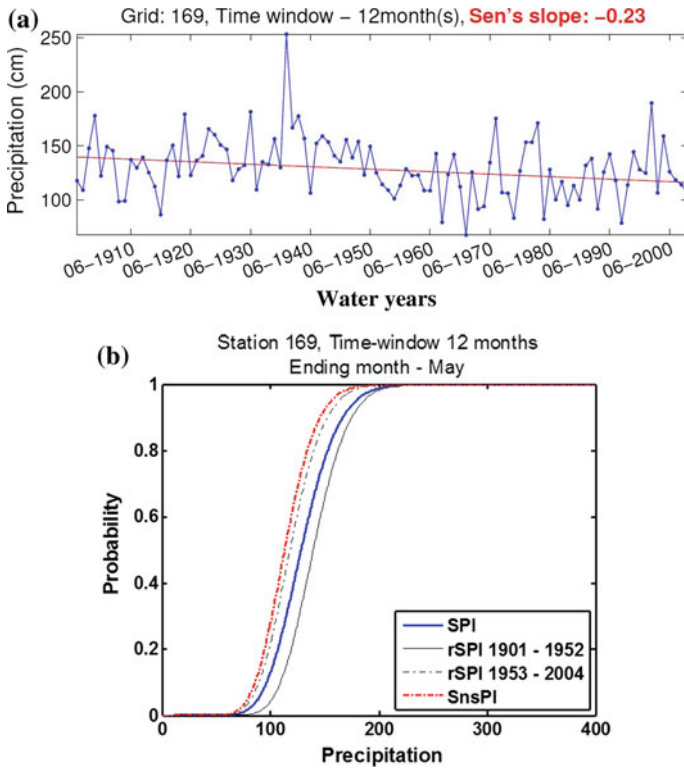 (a)
Grid: 169, Time window – 12month(s), Sen's slope: −0.23
Precipitation (cm)
250
200
150
100
06−1910
06−1920
06−1930
06−1940
06−1950
06−1960
06−1970
06−1980
06−1990
06−2000
Water years
(b)
Station 169, Time-window 12 months
Ending month - May
Probability
1
0.8
0.6
0.4
0.2
0
0
100
200
300
400
SPI
rSPI 1901 - 1952
rSPI 1953 - 2004
SnsPI
Precipitation